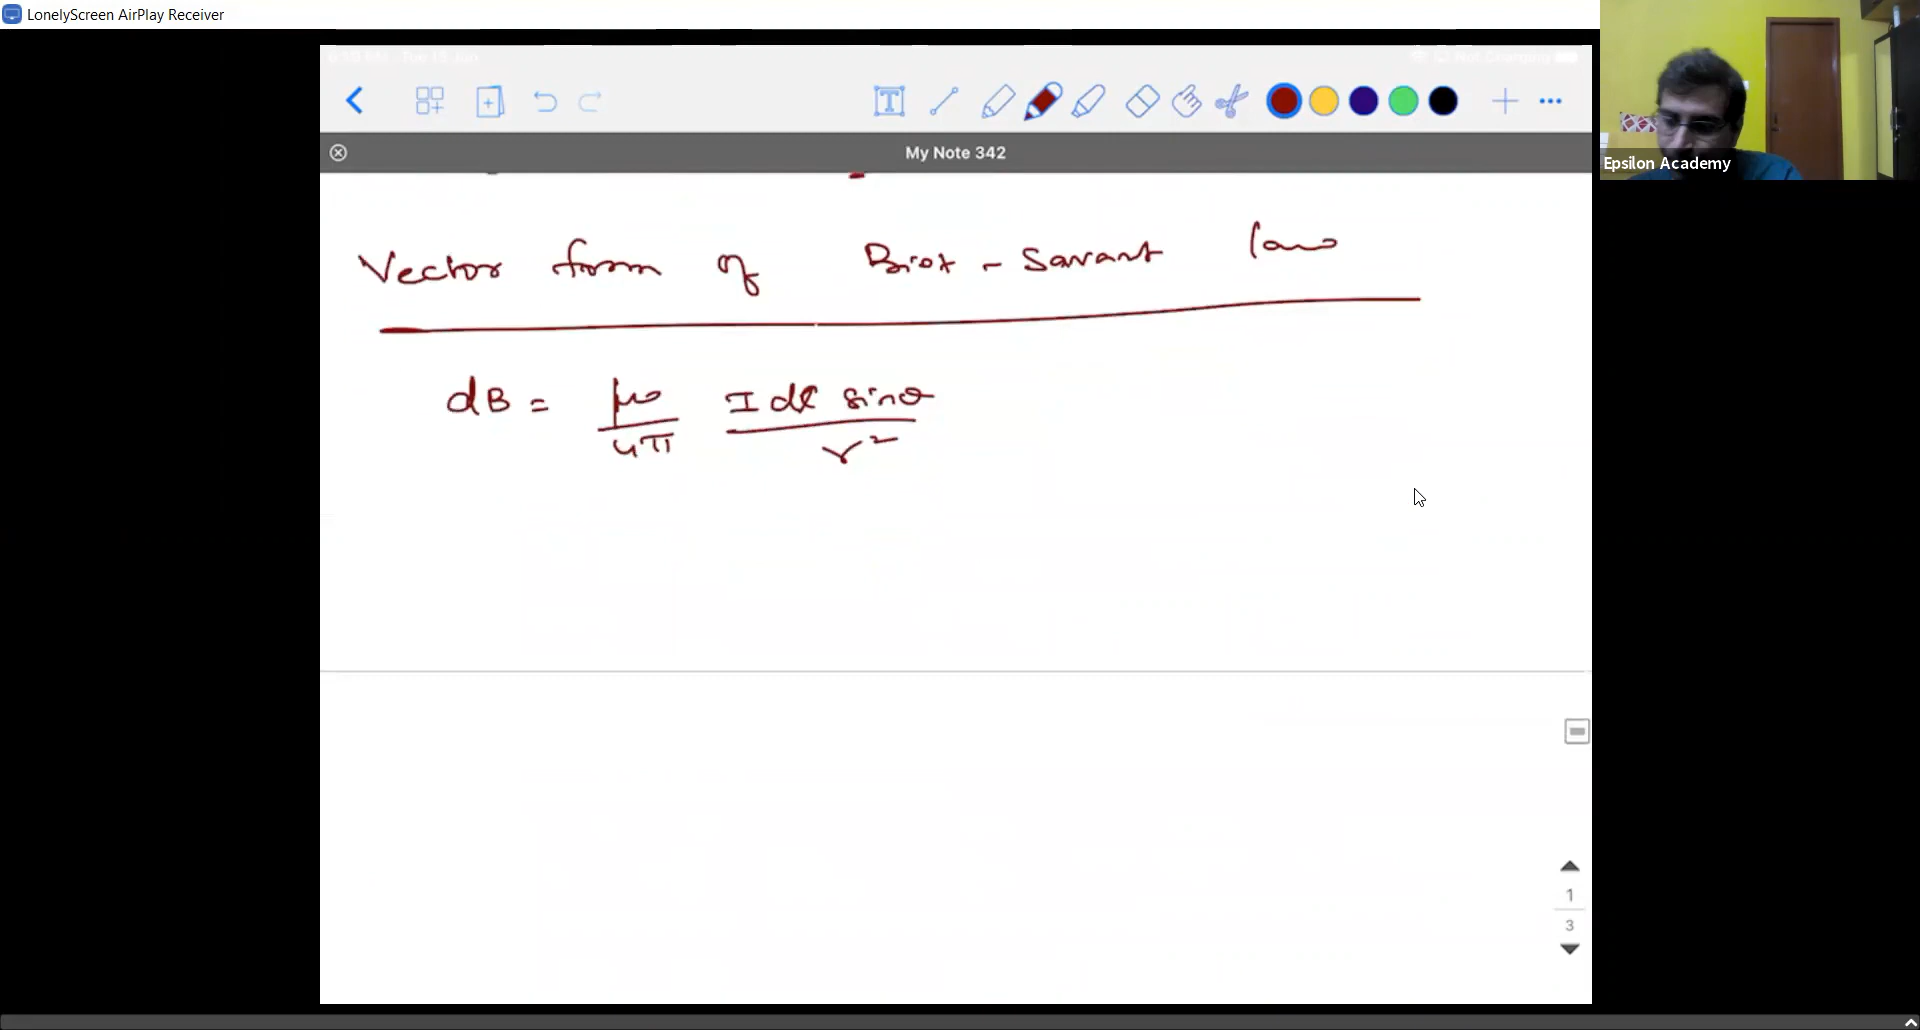 LonelyScreen AirPlay Receiver
My Note 342
Epsilon Academy
Vector form of Biot - Savart law
dB = μ₀/4π I dℓ sinθ/r²
1
3